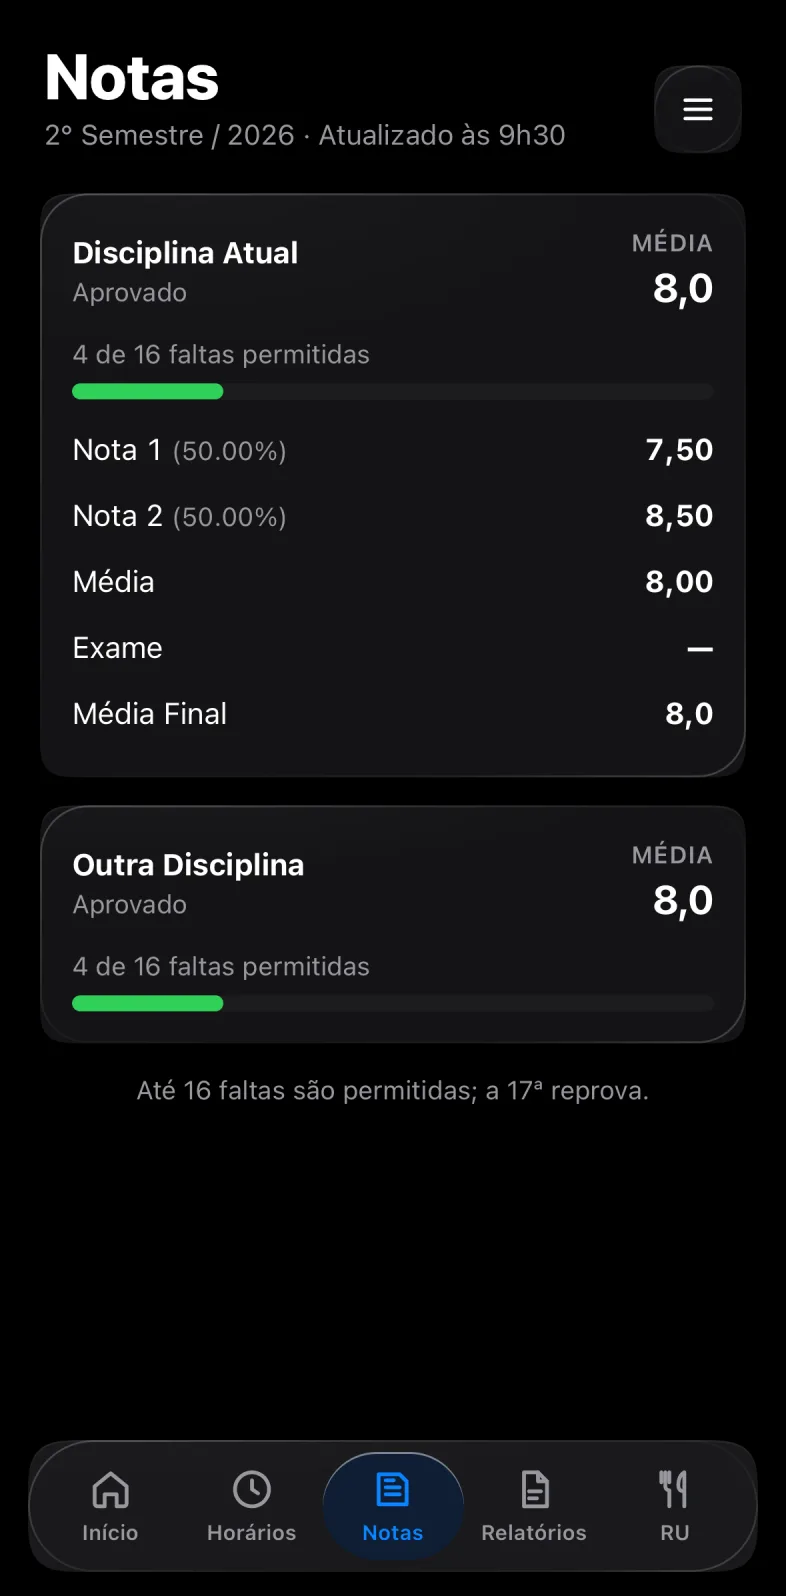 Notas
2° Semestre / 2026 · Atualizado às 9h30
Disciplina Atual
Aprovado
MÉDIA
8,0
4 de 16 faltas permitidas
Nota 1 (50.00%) 7,50
Nota 2 (50.00%) 8,50
Média 8,00
Exame —
Média Final 8,0
Outra Disciplina
Aprovado
MÉDIA
8,0
4 de 16 faltas permitidas
Até 16 faltas são permitidas; a 17ª reprova.
Início Horários Notas Relatórios RU